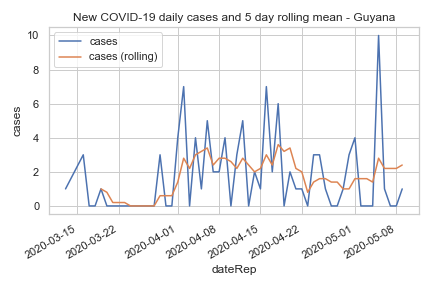 New COVID-19 daily cases and 5 day rolling mean - Guyana
cases
cases (rolling)
10
8
6
4
2
0
cases
2020-03-15
2020-03-22
2020-04-01
2020-04-08
2020-04-15
2020-04-22
2020-05-01
2020-05-08
dateRep